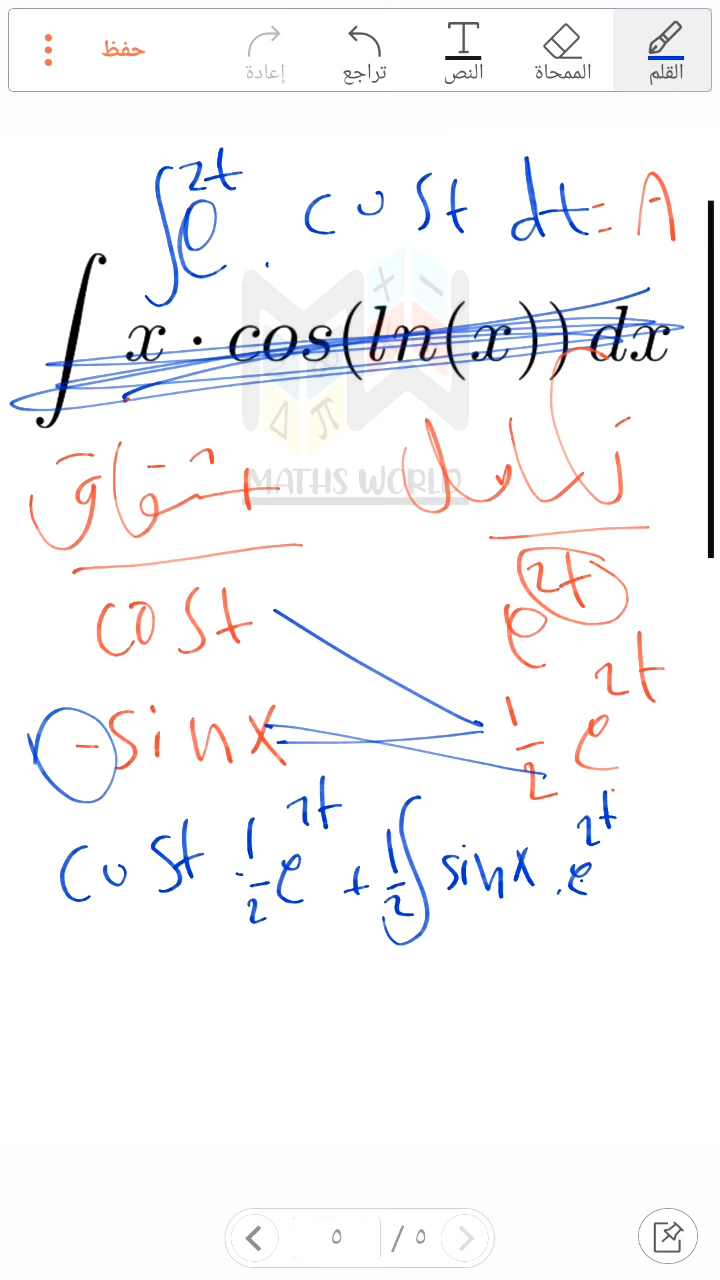 حفظ إعادة تراجع النص الممحاة القلم
∫e^{2t} . cost dt = A
∫ x · cos(ln(x)) dx
MATHS WORLD
تكامل اشتقاق
cost e^{2t}
-sinx 1/2 e^{2t}
cost · 1/2 e^{2t} + 1/2 ∫ sinx . e^{2t}
٥ / ٥